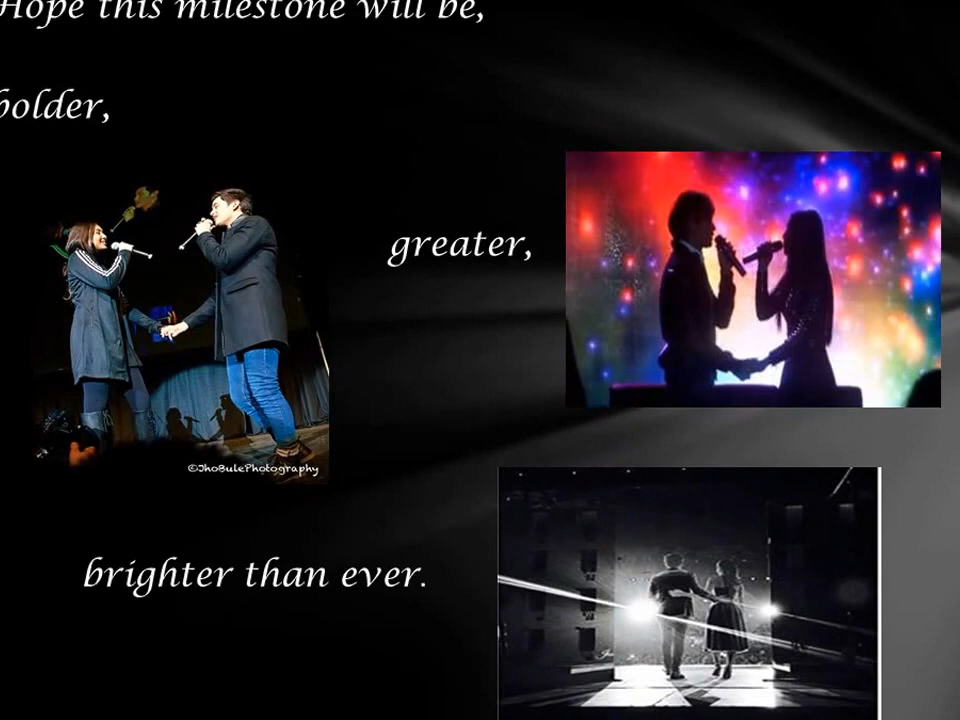 Hope this milestone will be,
bolder,
greater,
©JhoBulePhotography
brighter than ever.